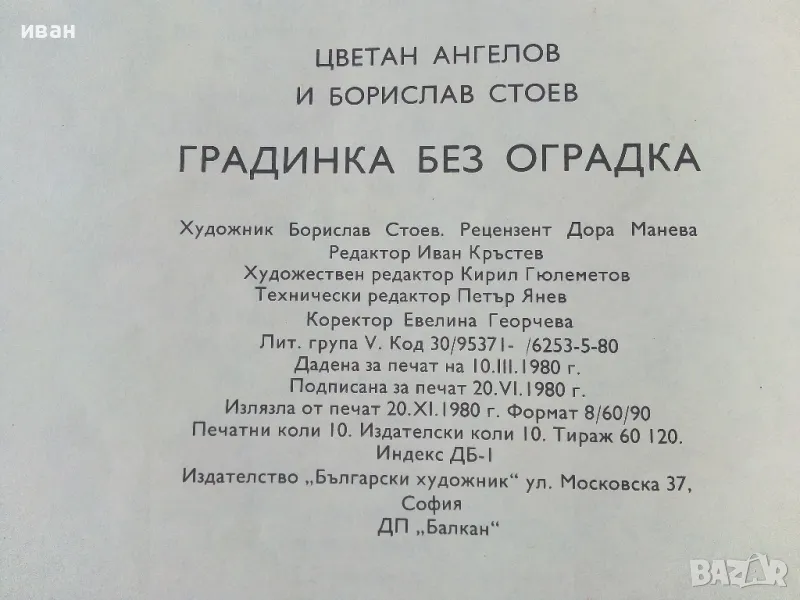 иван
ЦВЕТАН АНГЕЛОВ
И БОРИСЛАВ СТОЕВ
ГРАДИНКА БЕЗ ОГРАДКА
Художник Борислав Стоев. Рецензент Дора Манева
Редактор Иван Кръстев
Художествен редактор Кирил Гюлеметов
Технически редактор Петър Янев
Коректор Евелина Георчева
Лит. група V. Код 30/95371- /6253-5-80
Дадена за печат на 10.III.1980 г.
Подписана за печат 20.VI.1980 г.
Излязла от печат 20.XI.1980 г. Формат 8/60/90
Печатни коли 10. Издателски коли 10. Тираж 60 120.
Индекс ДБ-1
Издателство „Български художник“ ул. Московска 37,
София
ДП „Балкан“
BAZAR